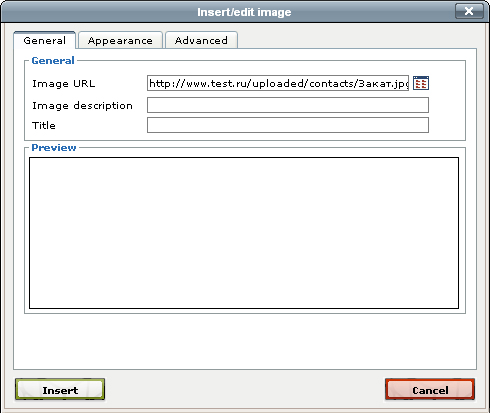 Insert/edit image
General Appearance Advanced
General
Image URL http://www.test.ru/uploaded/contacts/Закат.jpg
Image description
Title
Preview
Insert Cancel